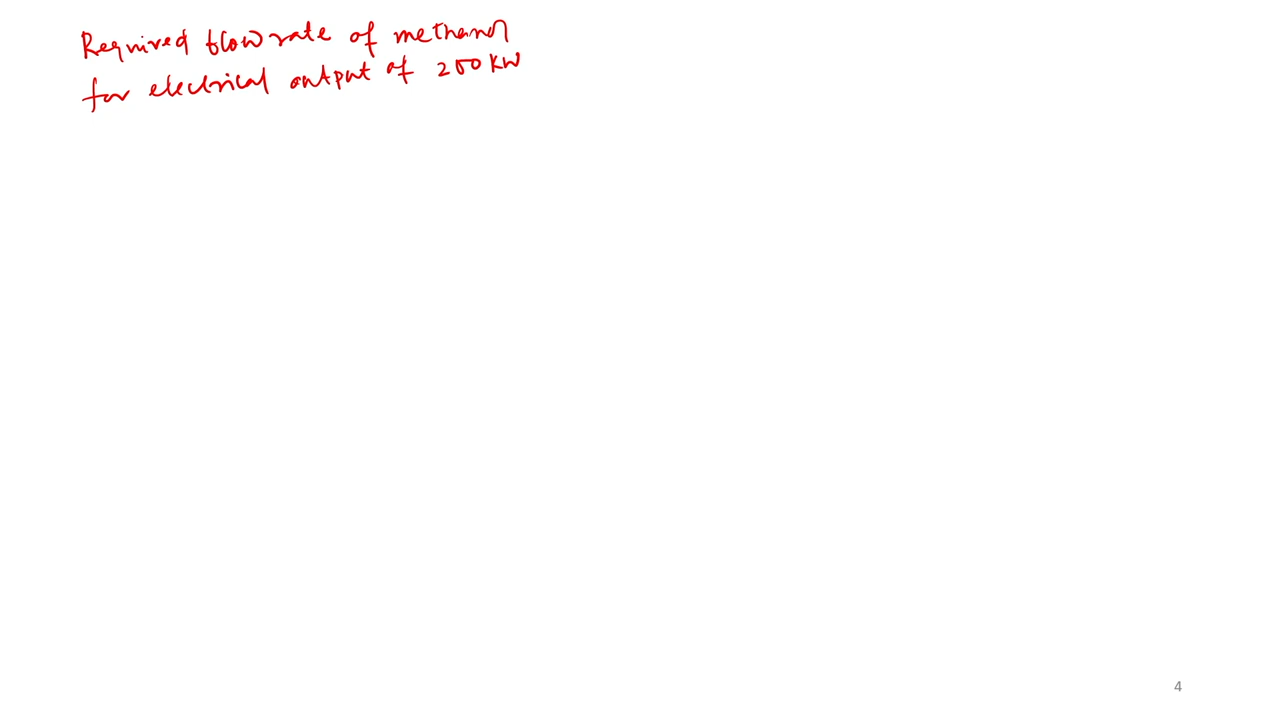 Required flow rate of methanol
for electrical output of 200 KW
4